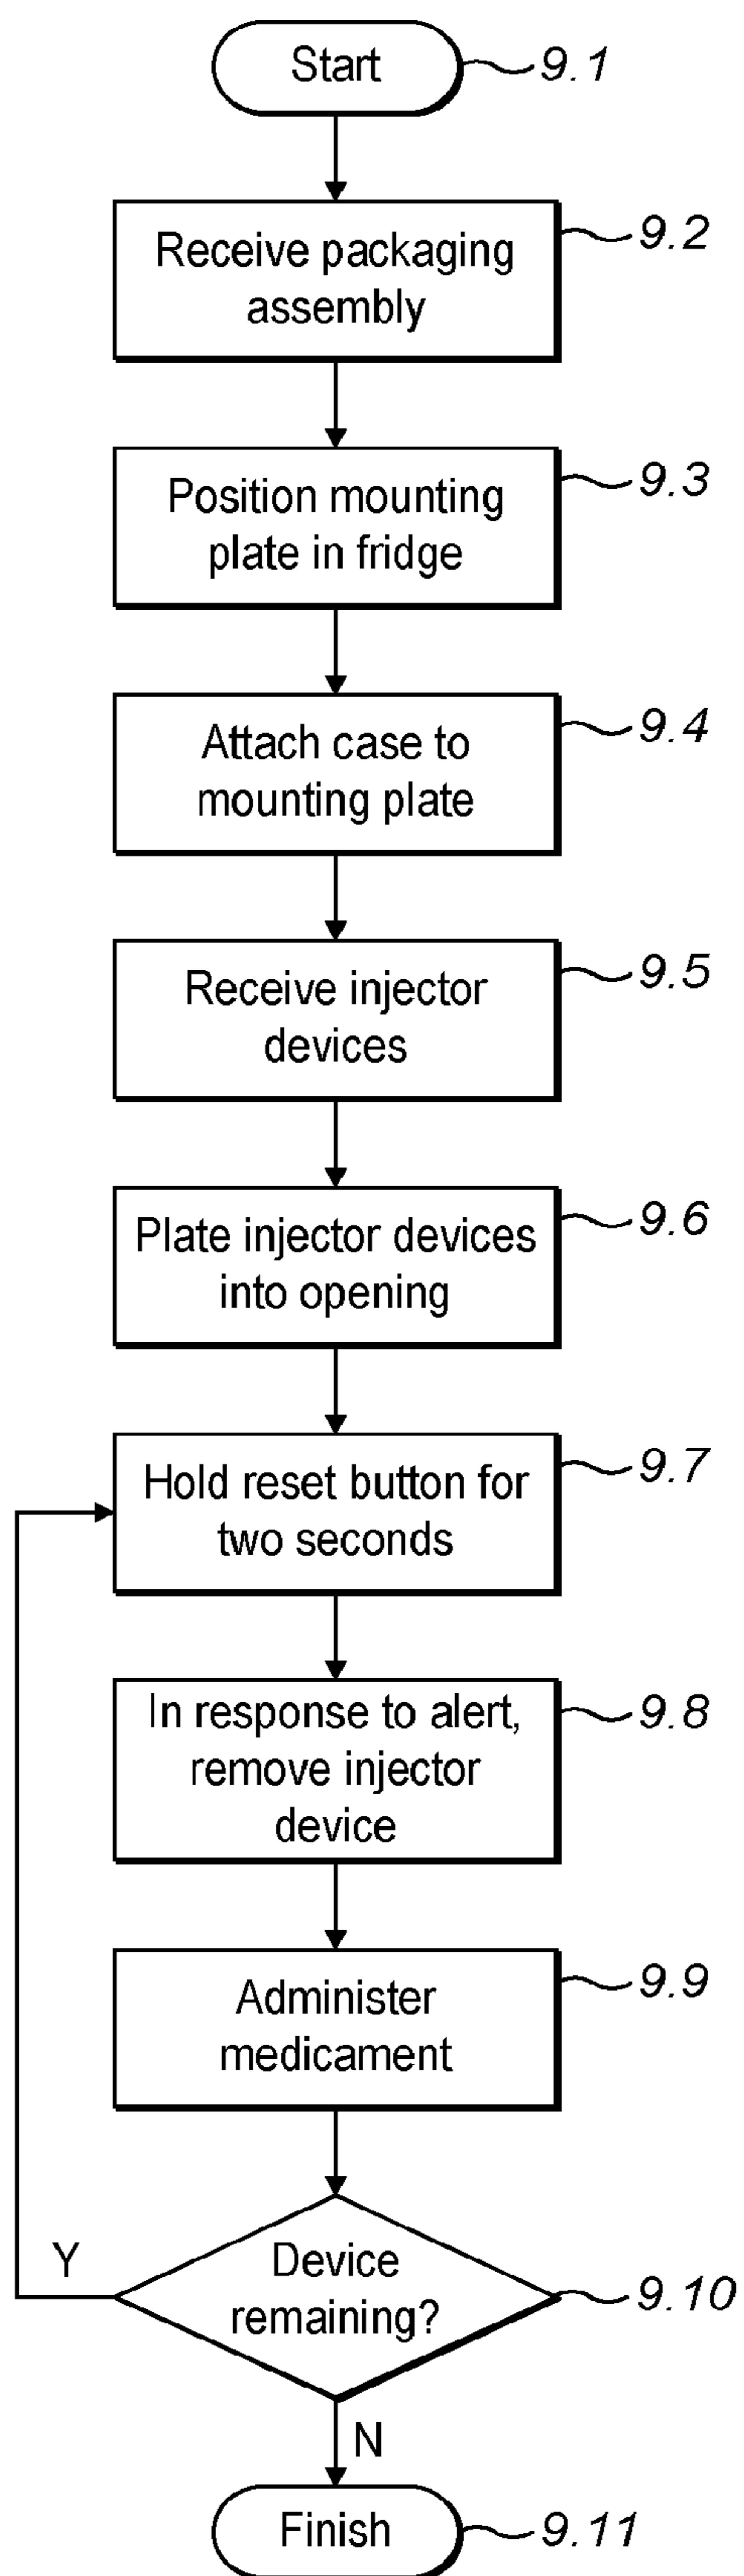 Start
9.1
Receive packaging
assembly
9.2
Position mounting
plate in fridge
9.3
Attach case to
mounting plate
9.4
Receive injector
devices
9.5
Plate injector devices
into opening
9.6
Hold reset button for
two seconds
9.7
In response to alert,
remove injector
device
9.8
Administer
medicament
9.9
Device
remaining?
9.10
Y
N
Finish
9.11